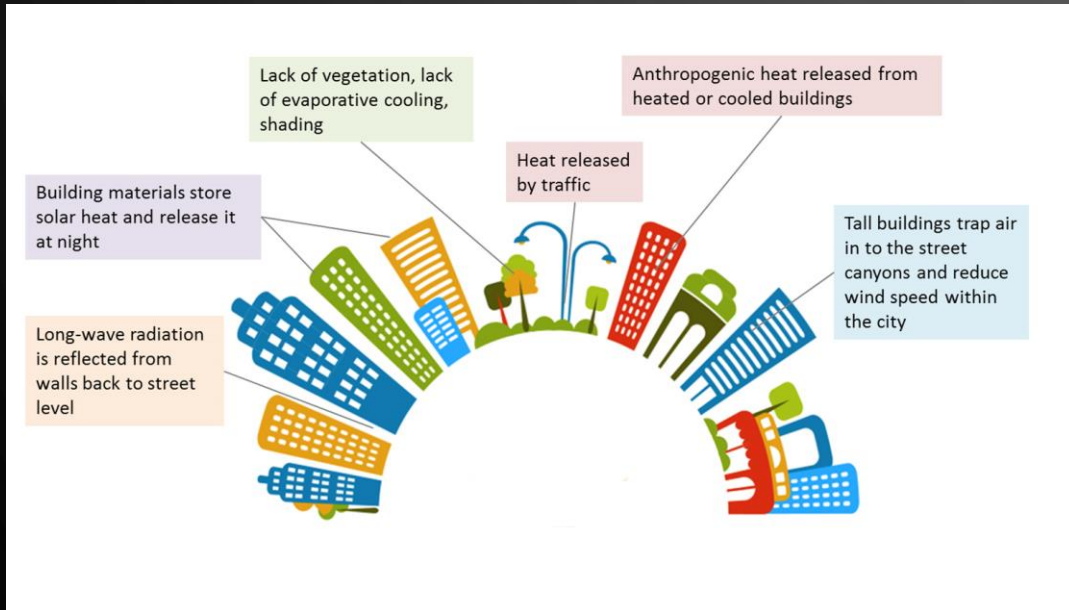 Lack of vegetation, lack
of evaporative cooling,
shading
Anthropogenic heat released from
heated or cooled buildings
Heat released
by traffic
Building materials store
solar heat and release it
at night
Tall buildings trap air
in to the street
canyons and reduce
wind speed within
the city
Long-wave radiation
is reflected from
walls back to street
level